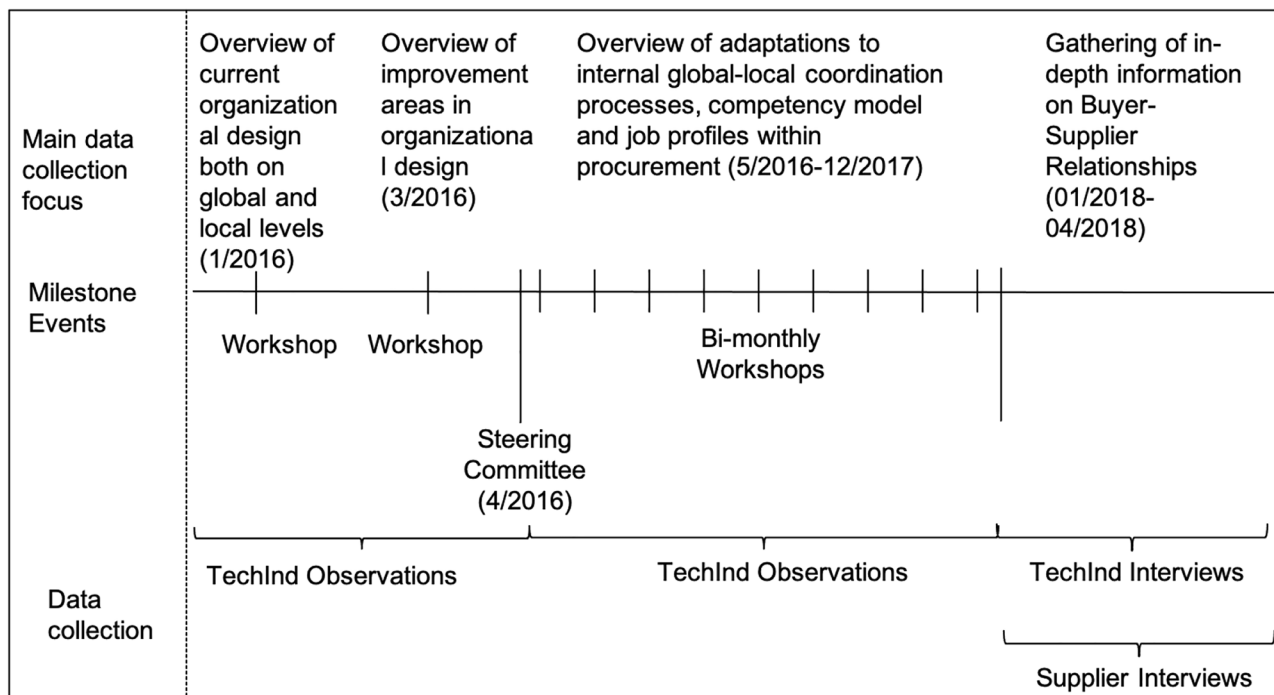 Main data
collection
focus
Overview of
current
organization
al design
both on
global and
local levels
(1/2016)
Overview of
improvement
areas in
organizationa
l design
(3/2016)
Overview of adaptations to
internal global-local coordination
processes, competency model
and job profiles within
procurement (5/2016-12/2017)
Gathering of in-
depth information
on Buyer-
Supplier
Relationships
(01/2018-
04/2018)
Milestone
Events
Workshop
Workshop
Bi-monthly
Workshops
Steering
Committee
(4/2016)
Data
collection
TechInd Observations
TechInd Observations
TechInd Interviews
Supplier Interviews